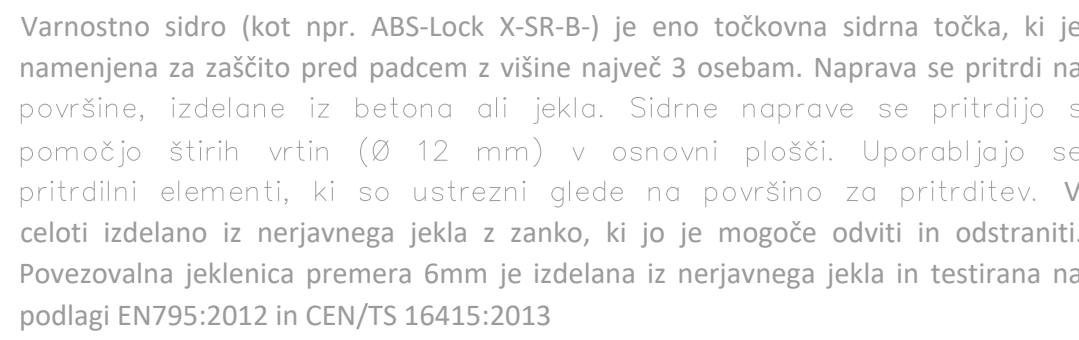 Varnostno sidro (kot npr. ABS-Lock X-SR-B-) je eno točkovna sidrna točka, ki je
namenjena za zaščito pred padcem z višine največ 3 osebam. Naprava se pritrdi na
površine, izdelane iz betona ali jekla. Sidrne naprave se pritrdijo s
pomočjo štirih vrtin (Ø 12 mm) v osnovni plošči. Uporabljajo se
pritrdilni elementi, ki so ustrezni glede na površino za pritrditev. V
celoti izdelano iz nerjavnega jekla z zanko, ki jo je mogoče odviti in odstraniti.
Povezovalna jeklenica premera 6mm je izdelana iz nerjavnega jekla in testirana na
podlagi EN795:2012 in CEN/TS 16415:2013